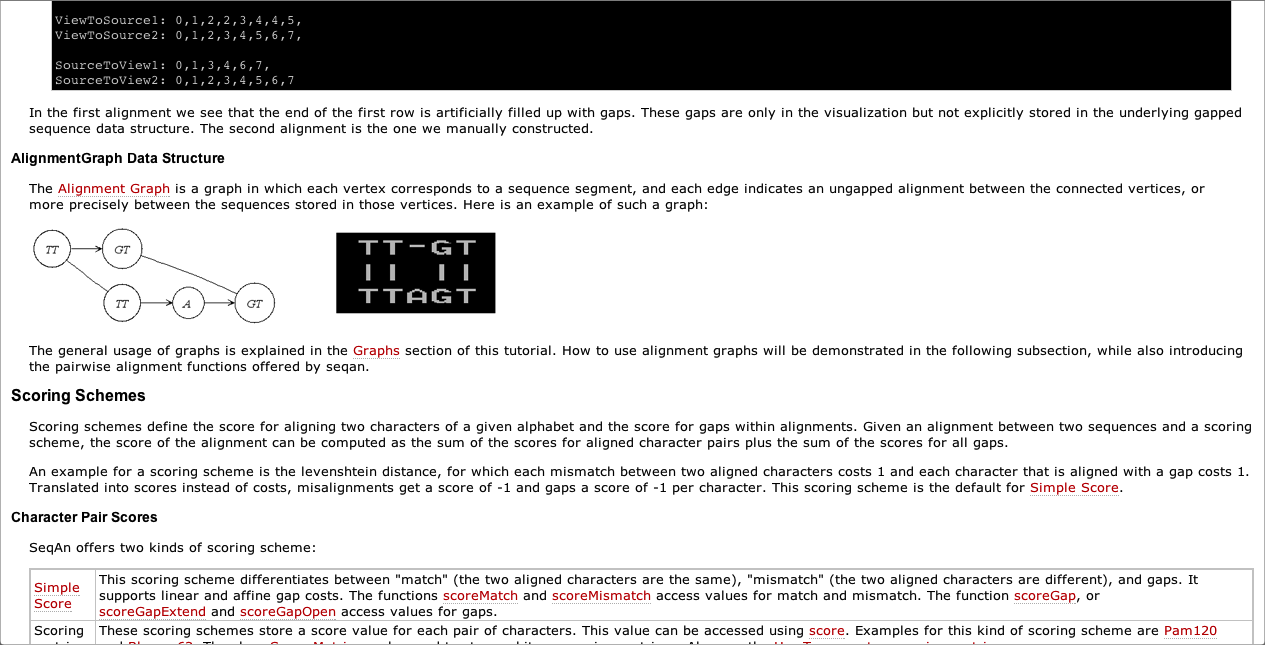 ViewToSource1: 0,1,2,2,3,4,4,5,
ViewToSource2: 0,1,2,3,4,5,6,7,
SourceToView1: 0,1,3,4,6,7,
SourceToView2: 0,1,2,3,4,5,6,7
In the first alignment we see that the end of the first row is artificially filled up with gaps. These gaps are only in the visualization but not explicitly stored in the underlying gapped
sequence data structure. The second alignment is the one we manually constructed.
AlignmentGraph Data Structure
The Alignment Graph is a graph in which each vertex corresponds to a sequence segment, and each edge indicates an ungapped alignment between the connected vertices, or
more precisely between the sequences stored in those vertices. Here is an example of such a graph:
TT GT
TT A GT
TT-GT
|| ||
TTAGT
The general usage of graphs is explained in the Graphs section of this tutorial. How to use alignment graphs will be demonstrated in the following subsection, while also introducing
the pairwise alignment functions offered by seqan.
Scoring Schemes
Scoring schemes define the score for aligning two characters of a given alphabet and the score for gaps within alignments. Given an alignment between two sequences and a scoring
scheme, the score of the alignment can be computed as the sum of the scores for aligned character pairs plus the sum of the scores for all gaps.
An example for a scoring scheme is the levenshtein distance, for which each mismatch between two aligned characters costs 1 and each character that is aligned with a gap costs 1.
Translated into scores instead of costs, misalignments get a score of -1 and gaps a score of -1 per character. This scoring scheme is the default for Simple Score.
Character Pair Scores
SeqAn offers two kinds of scoring scheme:
Simple
Score
This scoring scheme differentiates between "match" (the two aligned characters are the same), "mismatch" (the two aligned characters are different), and gaps. It
supports linear and affine gap costs. The functions scoreMatch and scoreMismatch access values for match and mismatch. The function scoreGap, or
scoreGapExtend and scoreGapOpen access values for gaps.
Scoring
These scoring schemes store a score value for each pair of characters. This value can be accessed using score. Examples for this kind of scoring scheme are Pam120